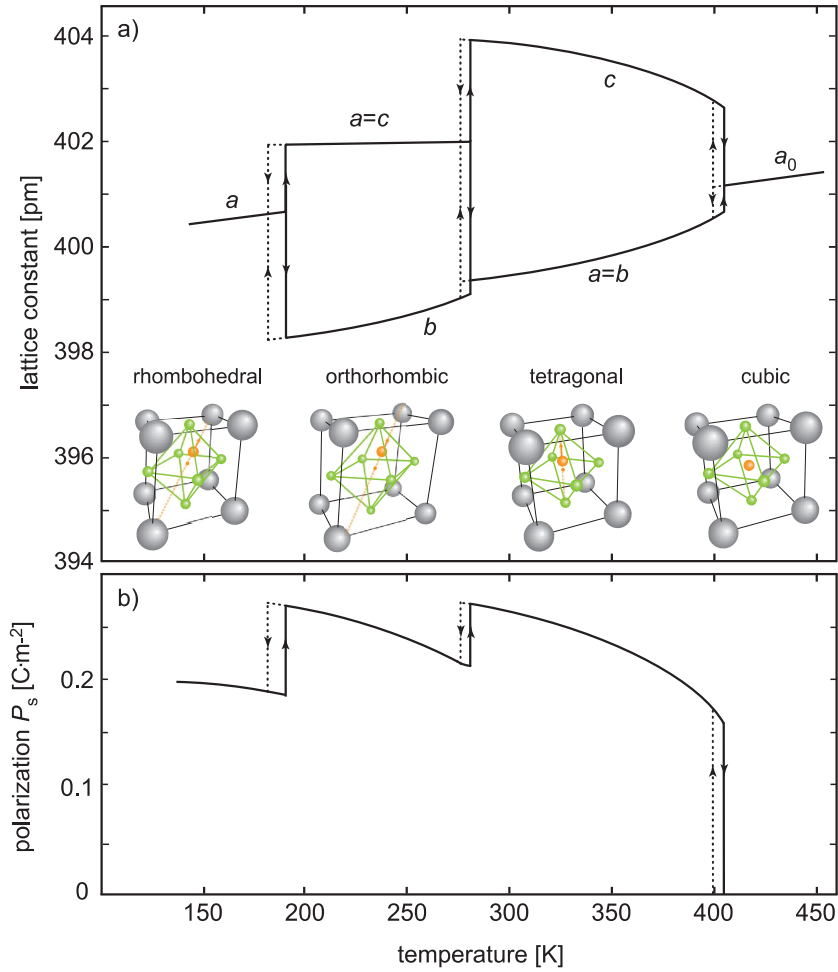 a)
404
402
400
398
396
394
lattice constant [pm]
a
a=c
b
c
a=b
a0
rhombohedral
orthorhombic
tetragonal
cubic
b)
0.2
0.1
0
polarization Ps [C·m-²]
150
200
250
300
350
400
450
temperature [K]